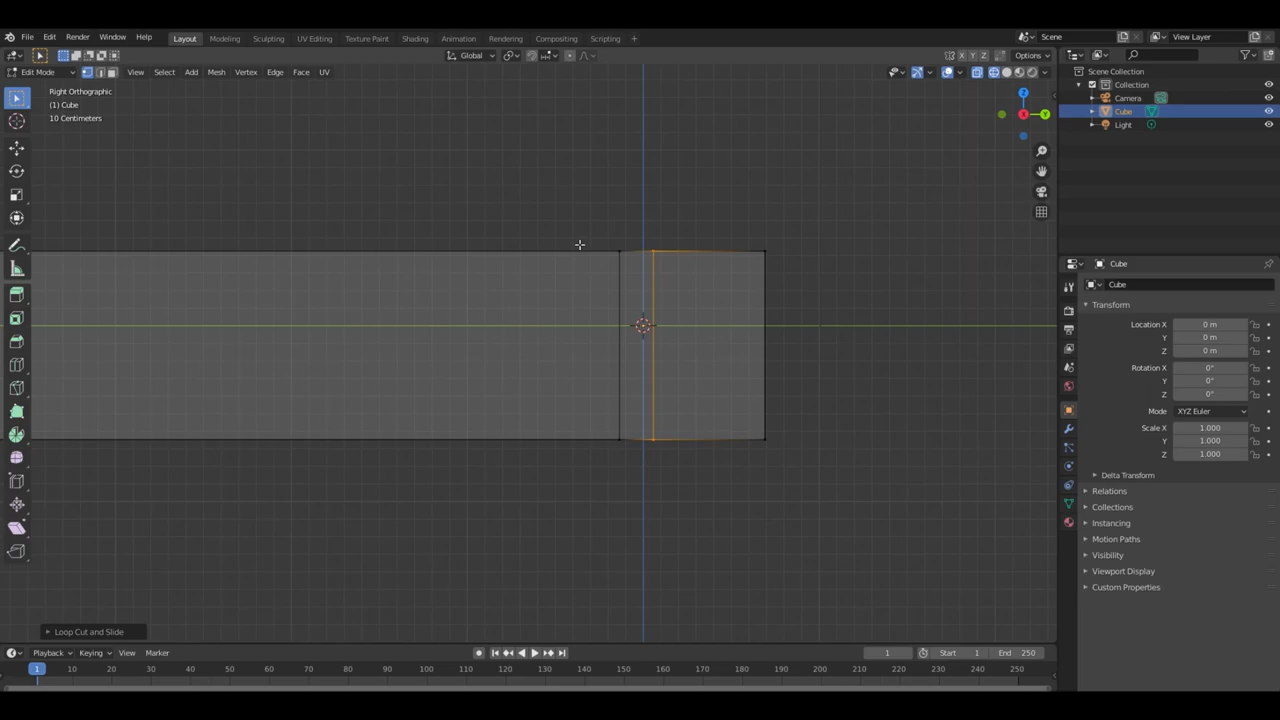 File Edit Render Window Help Layout Modeling Sculpting UV Editing Texture Paint Shading Animation Rendering Compositing Scripting + Scene View Layer
Global Options
Edit Mode View Select Add Mesh Vertex Edge Face UV
Right Orthographic
(1) Cube
10 Centimeters
X Y Z
Z
Y
Scene Collection
Collection
Camera
Cube
Light
Cube
Cube
Transform
Location X 0 m
Y 0 m
Z 0 m
Rotation X 0°
Y 0°
Z 0°
Mode XYZ Euler
Scale X 1.000
Y 1.000
Z 1.000
Delta Transform
Relations
Collections
Instancing
Motion Paths
Visibility
Viewport Display
Custom Properties
Loop Cut and Slide
Playback Keying View Marker 1 Start 1 End 250
1 10 20 30 40 50 60 70 80 90 100 110 120 130 140 150 160 170 180 190 200 210 220 230 240 250